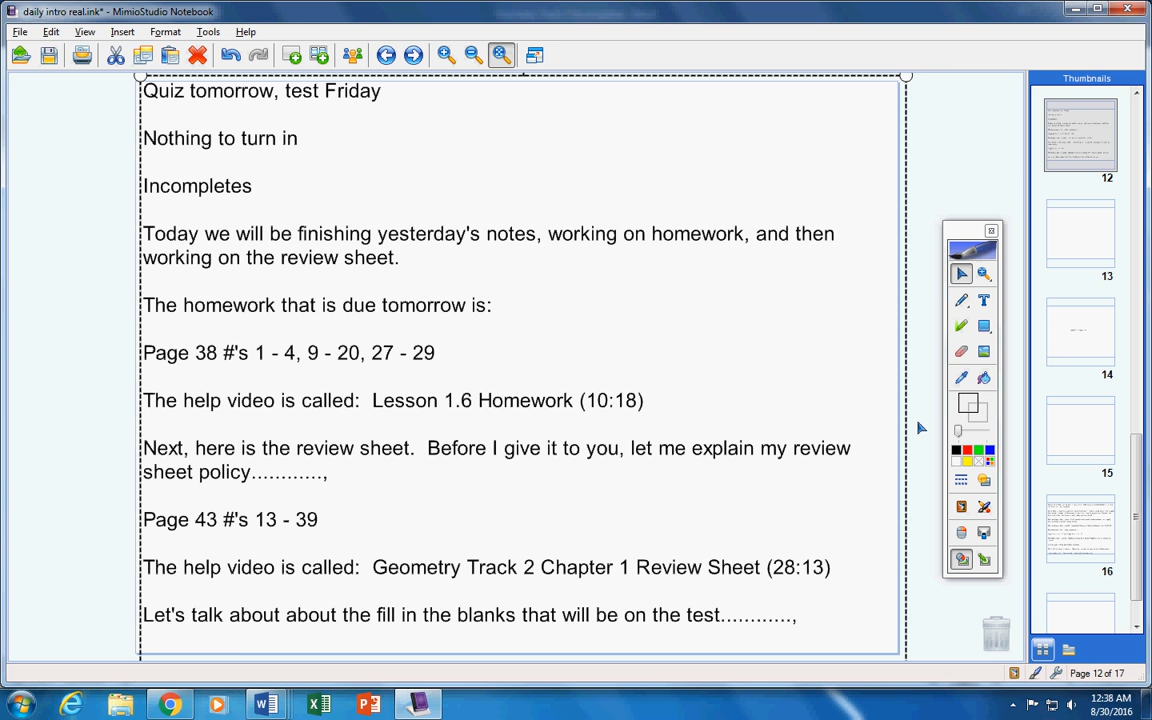 daily intro real.ink* - MimioStudio Notebook
File Edit View Insert Format Tools Help
Quiz tomorrow, test Friday
Nothing to turn in
Incompletes
Today we will be finishing yesterday's notes, working on homework, and then
working on the review sheet.
The homework that is due tomorrow is:
Page 38 #'s 1 - 4, 9 - 20, 27 - 29
The help video is called:  Lesson 1.6 Homework (10:18)
Next, here is the review sheet.  Before I give it to you, let me explain my review
sheet policy............,
Page 43 #'s 13 - 39
The help video is called:  Geometry Track 2 Chapter 1 Review Sheet (28:13)
Let's talk about about the fill in the blanks that will be on the test............,
Thumbnails
12
13
14
15
16
Page 12 of 17
12:38 AM
8/30/2016